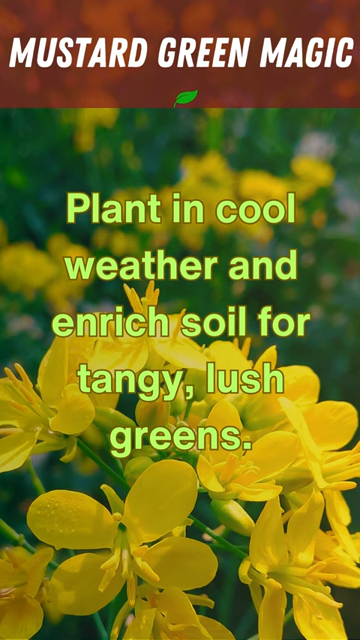 MUSTARD GREEN MAGIC
Plant in cool
weather and
enrich soil for
tangy, lush
greens.